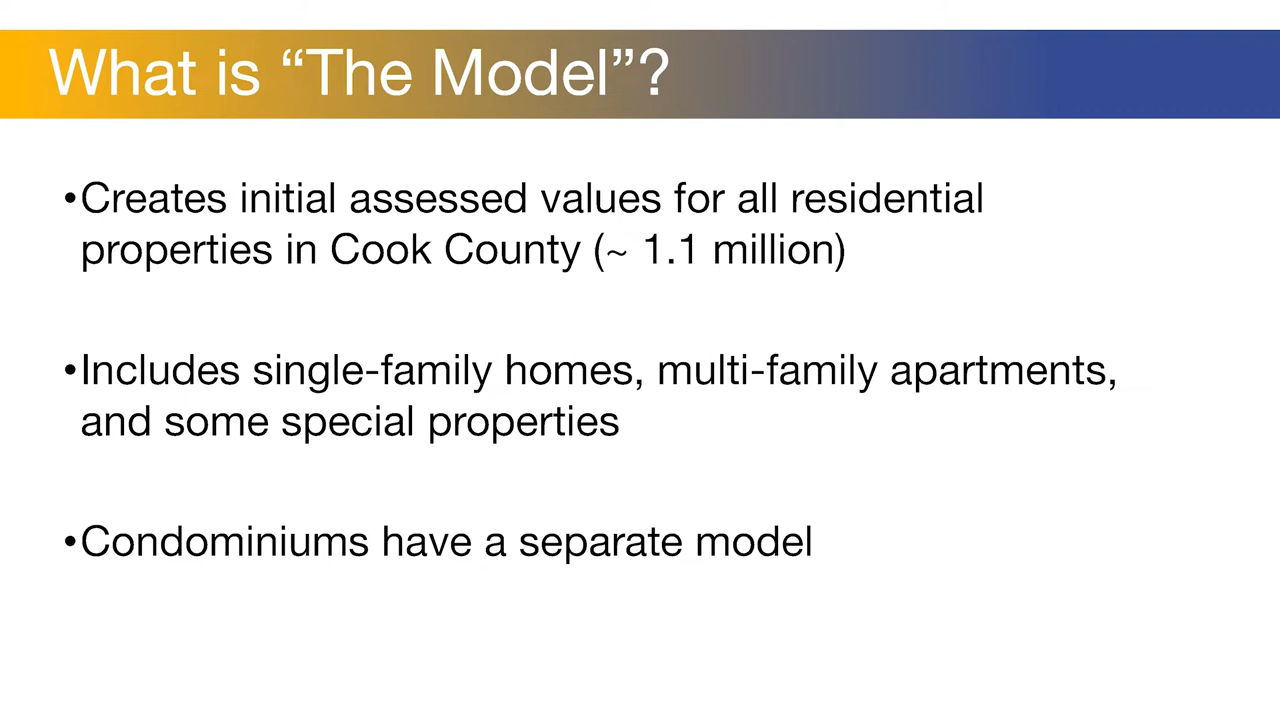 What is “The Model”?
•Creates initial assessed values for all residential
properties in Cook County (~ 1.1 million)
•Includes single-family homes, multi-family apartments,
and some special properties
•Condominiums have a separate model